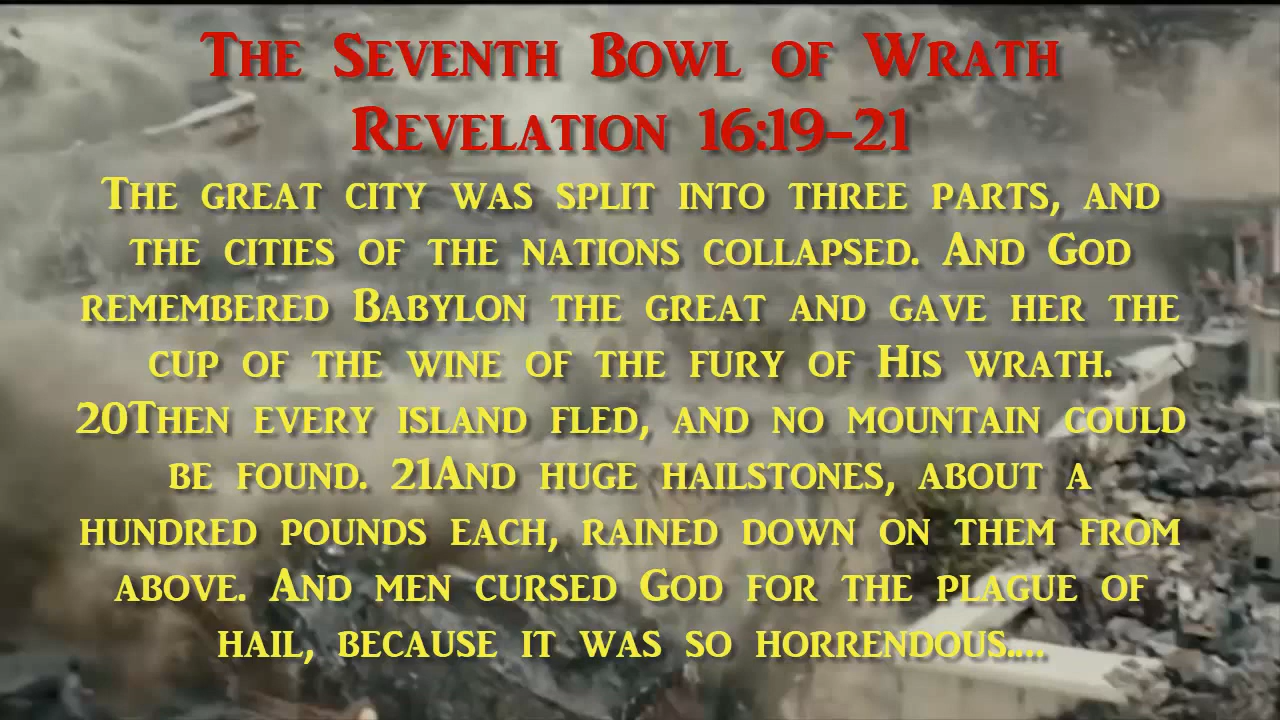 The Seventh Bowl of Wrath
Revelation 16:19-21
The great city was split into three parts, and
the cities of the nations collapsed. And God
remembered Babylon the great and gave her the
cup of the wine of the fury of His wrath.
20Then every island fled, and no mountain could
be found. 21And huge hailstones, about a
hundred pounds each, rained down on them from
above. And men cursed God for the plague of
hail, because it was so horrendous....